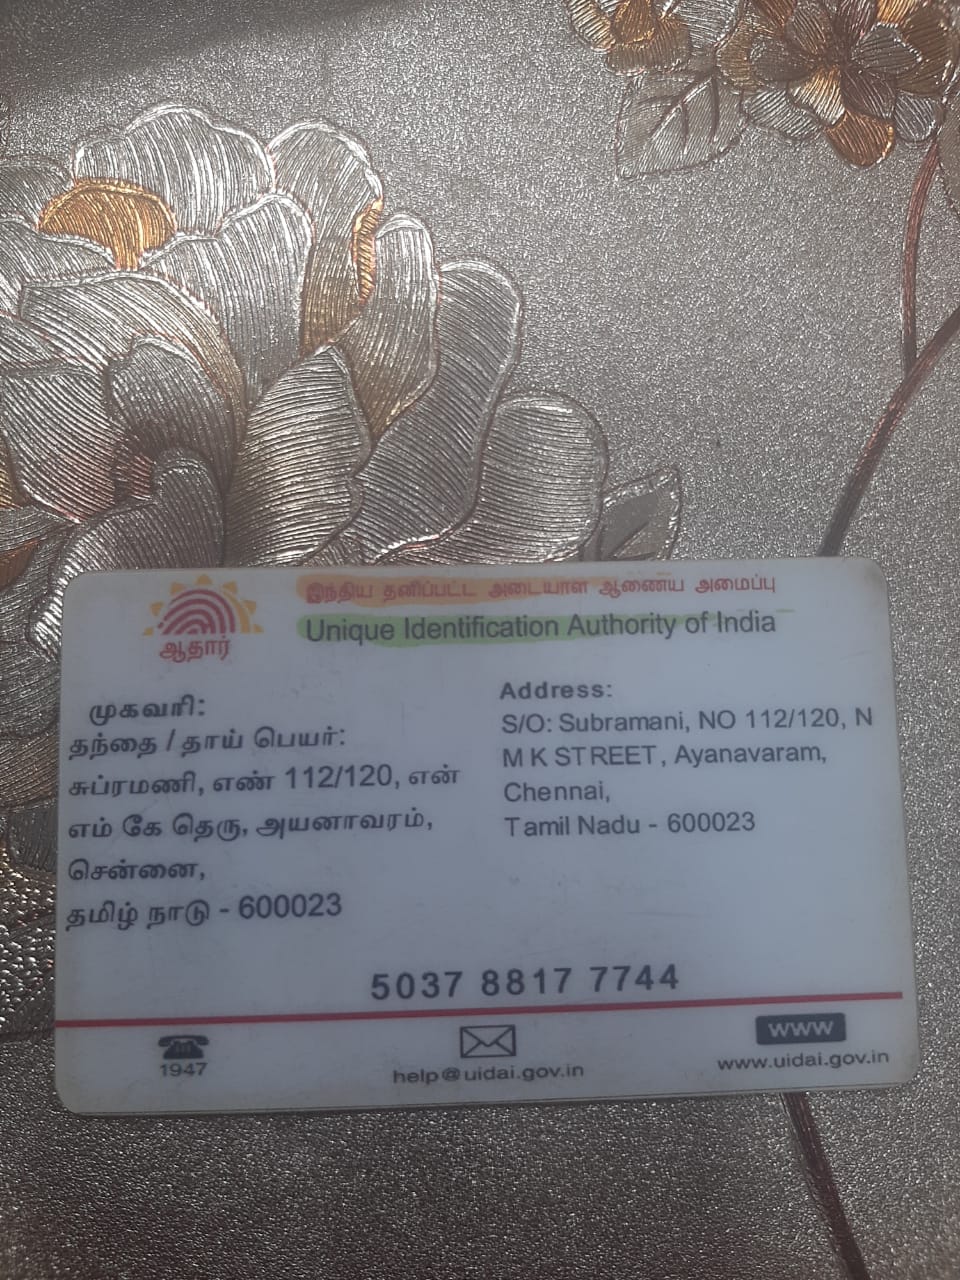 இந்திய தனிப்பட்ட அடையாள ஆணைய அமைப்பு
Unique Identification Authority of India
ஆதார்
முகவரி:
தந்தை / தாய் பெயர்:
சுப்ரமணி, எண் 112/120, என்
எம் கே தெரு, அயனாவரம்,
சென்னை,
தமிழ் நாடு - 600023
Address:
S/O: Subramani, NO 112/120, N
M K STREET, Ayanavaram,
Chennai,
Tamil Nadu - 600023
5037 8817 7744
1947
help@uidai.gov.in
www
www.uidai.gov.in